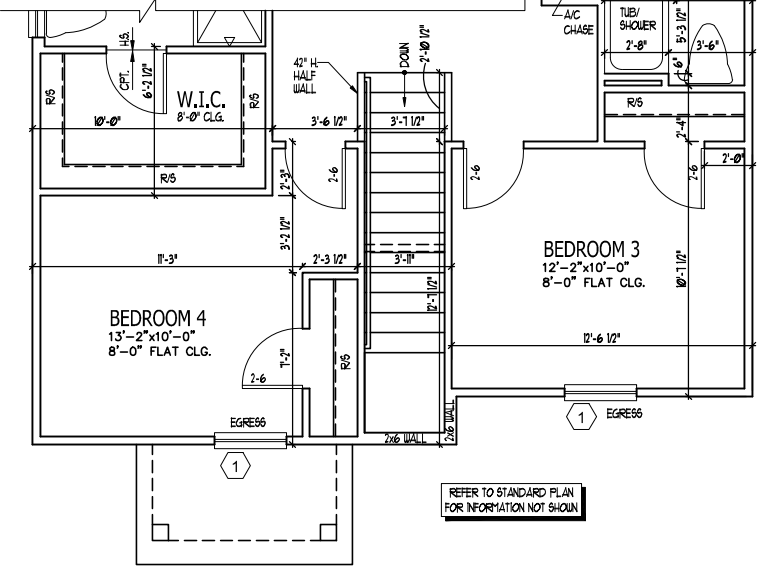 A/C
CHASE
TUB/
SHOWER
5'-3 1/2"
2'-8"
3'-6"
6"
H.S.
CPT.
6'-2 1/2"
DOWN
2'-10 1/2"
42" H.
HALF
WALL
R/S
W.I.C.
8'-0" CLG.
R/S
R/S
10'-0"
3'-6 1/2"
3'-7 1/2"
2'-4"
2'-0"
R/S
2'-3"
2-6
2-6
2-6
3'-2 1/2"
11'-3"
2'-3 1/2"
3'-11"
BEDROOM 3
12'-2"x10'-0"
8'-0" FLAT CLG.
10'-7 1/2"
12'-7 1/2"
BEDROOM 4
13'-2"x10'-0"
8'-0" FLAT CLG.
12'-6 1/2"
7'-2"
R/S
2-6
EGRESS
2x6 WALL
2x6 WALL
EGRESS
1
1
REFER TO STANDARD PLAN
FOR INFORMATION NOT SHOWN